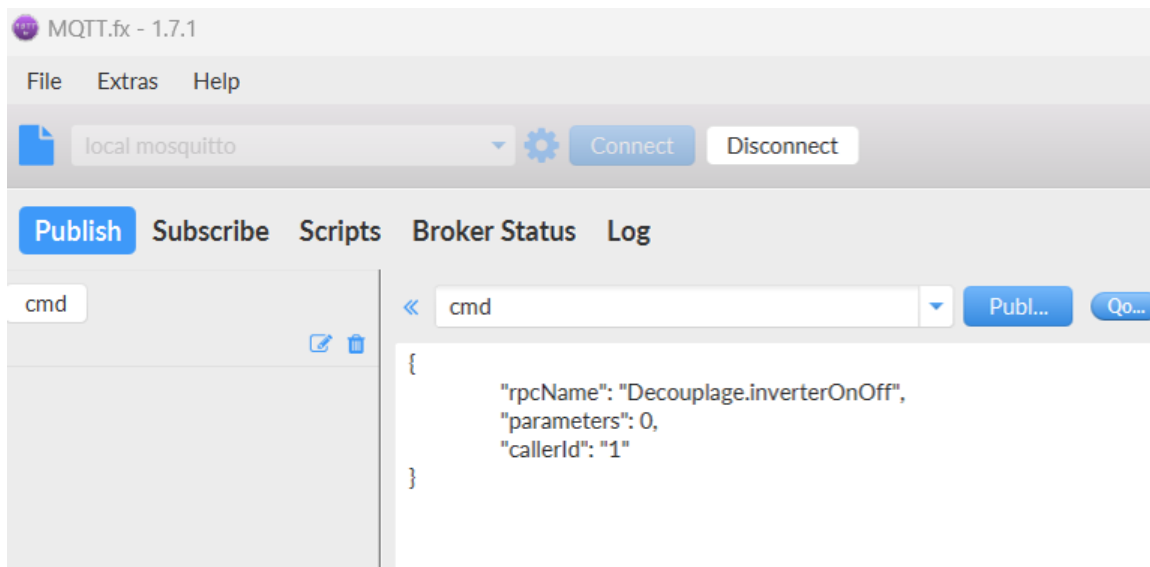 MQTT.fx - 1.7.1
File Extras Help
local mosquitto Connect Disconnect
Publish Subscribe Scripts Broker Status Log
cmd
cmd Publ... Qo...
{
"rpcName": "Decouplage.inverterOnOff",
"parameters": 0,
"callerId": "1"
}